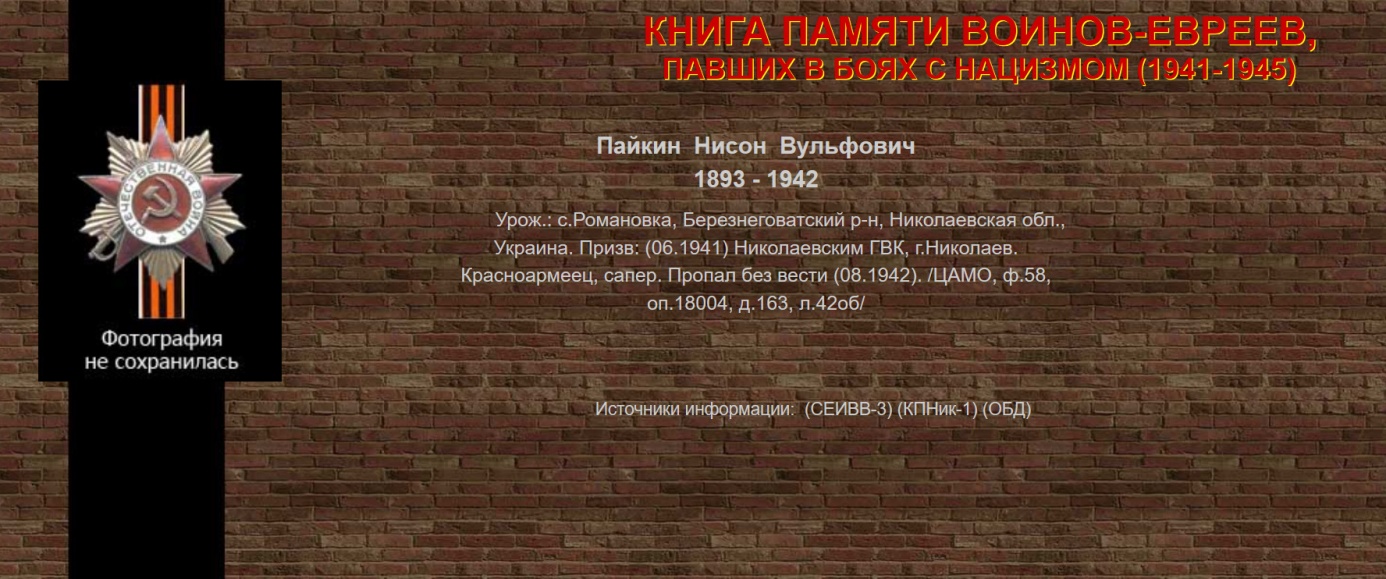 КНИГА ПАМЯТИ ВОИНОВ-ЕВРЕЕВ,
ПАВШИХ В БОЯХ С НАЦИЗМОМ (1941-1945)
ОТЕЧЕСТВЕННАЯ ВОЙНА
Фотография
не сохранилась
Пайкин Нисон Вульфович
1893 - 1942
Урож.: с.Романовка, Березнеговатский р-н, Николаевская обл.,
Украина. Призв: (06.1941) Николаевским ГВК, г.Николаев.
Красноармеец, сапер. Пропал без вести (08.1942). /ЦАМО, ф.58,
оп.18004, д.163, л.42об/
Источники информации: (СЕИВВ-3) (КПНик-1) (ОБД)